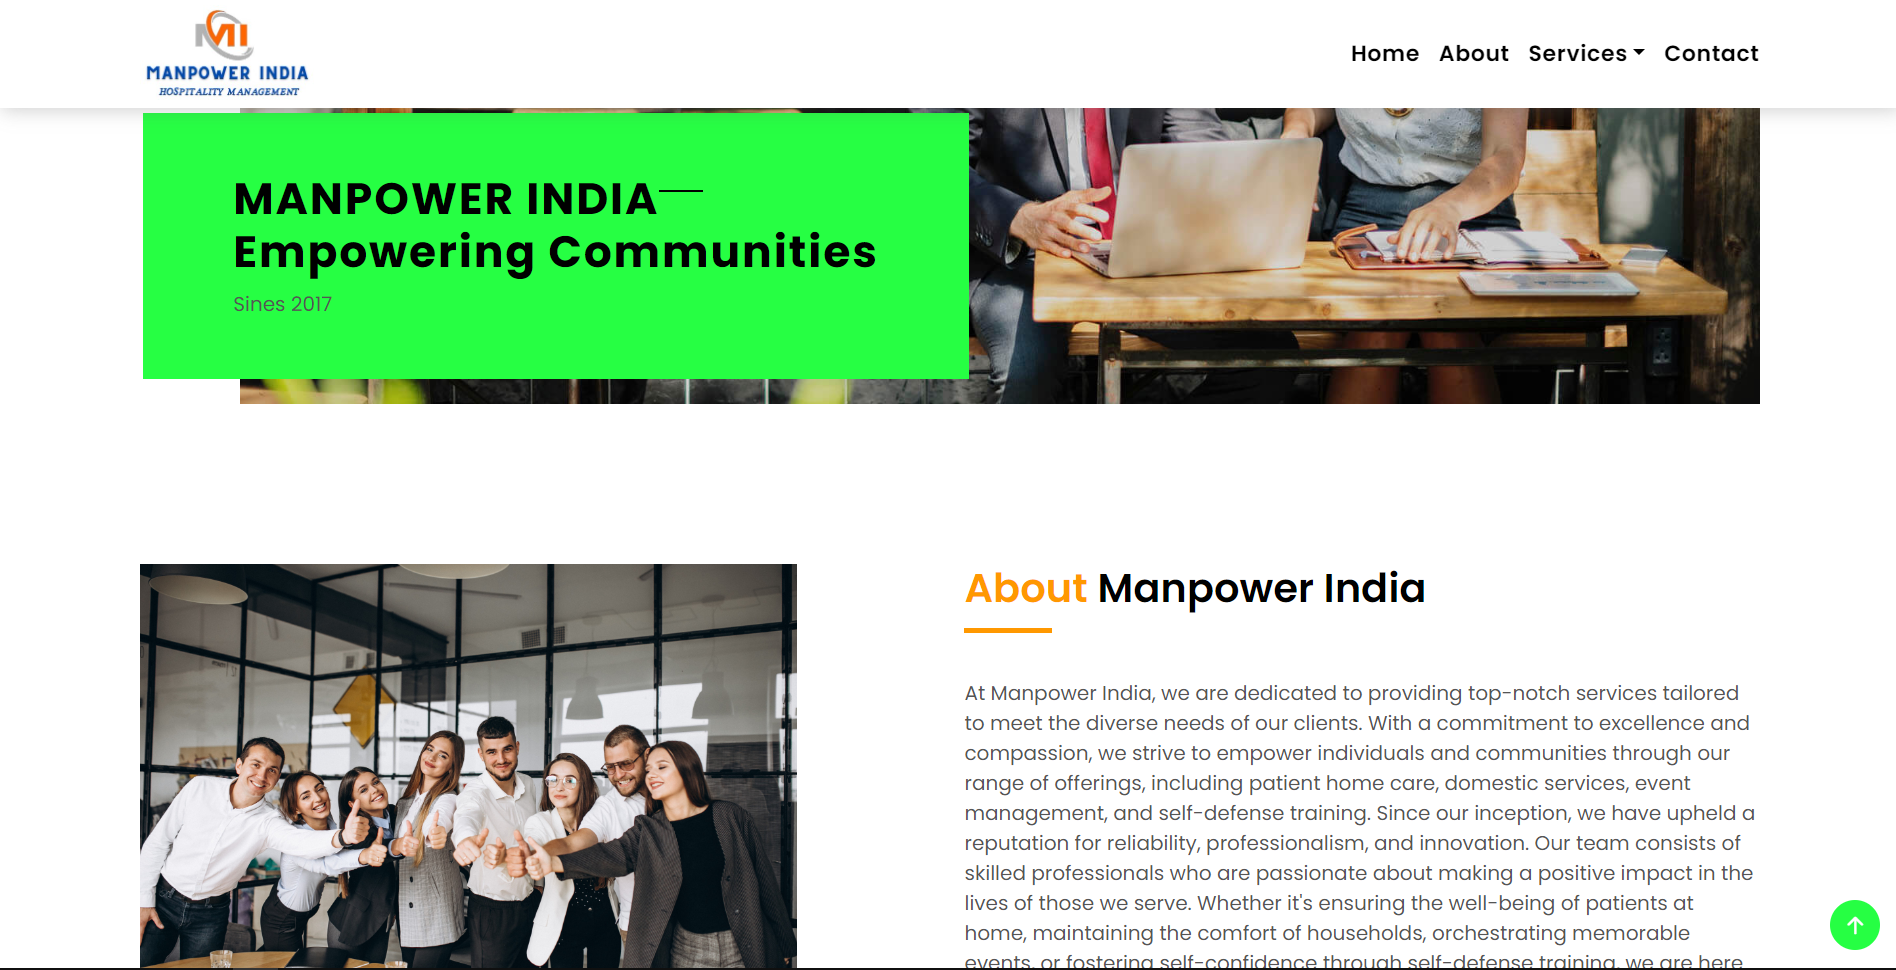 MANPOWER INDIA
HOSPITALITY MANAGEMENT
Home About Services Contact
MANPOWER INDIA
Empowering Communities
Sines 2017
About Manpower India
At Manpower India, we are dedicated to providing top-notch services tailored
to meet the diverse needs of our clients. With a commitment to excellence and
compassion, we strive to empower individuals and communities through our
range of offerings, including patient home care, domestic services, event
management, and self-defense training. Since our inception, we have upheld a
reputation for reliability, professionalism, and innovation. Our team consists of
skilled professionals who are passionate about making a positive impact in the
lives of those we serve. Whether it's ensuring the well-being of patients at
home, maintaining the comfort of households, orchestrating memorable
events, or fostering self-confidence through self-defense training, we are here